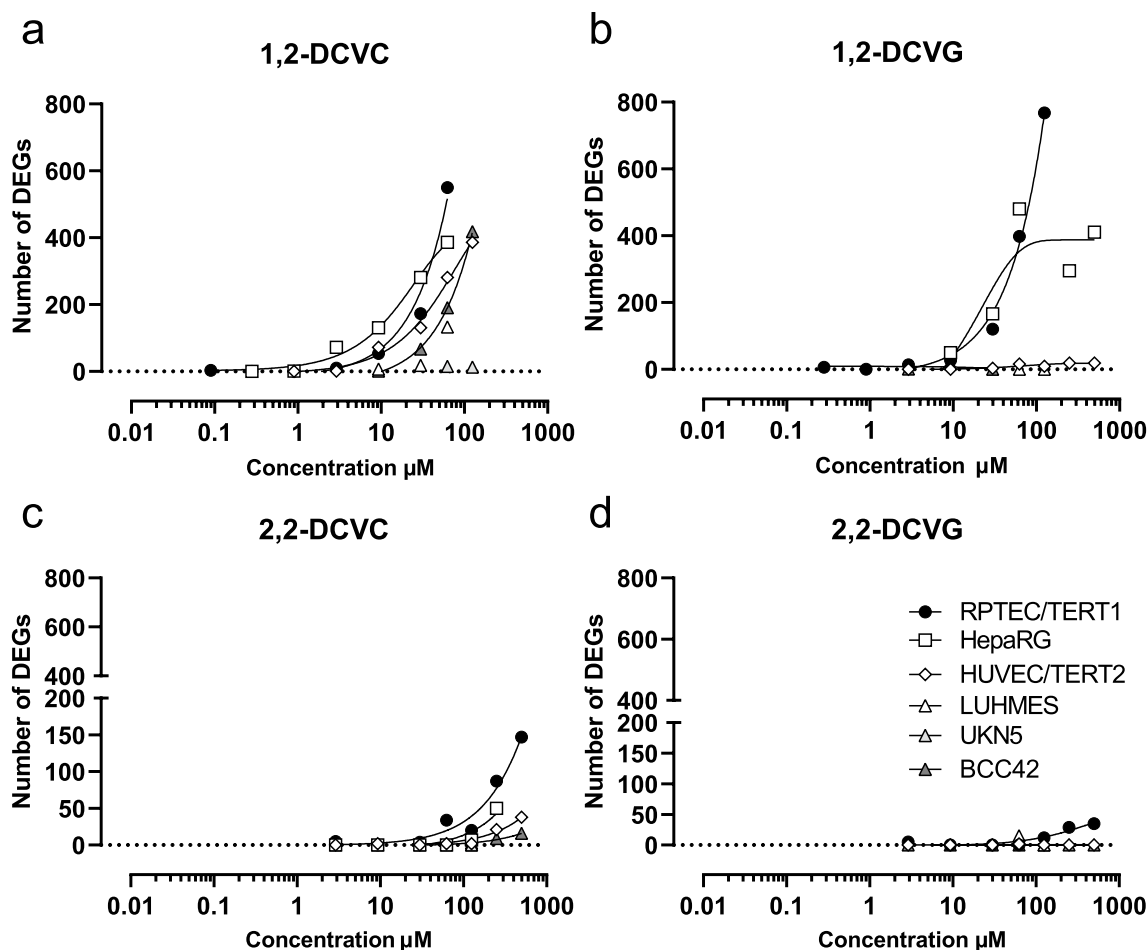 a
1,2-DCVC
Number of DEGs
800
600
400
200
0
0.01 0.1 1 10 100 1000
Concentration µM
b
1,2-DCVG
Number of DEGs
800
600
400
200
0
0.01 0.1 1 10 100 1000
Concentration µM
c
2,2-DCVC
Number of DEGs
800
600
400
200
150
100
50
0
0.01 0.1 1 10 100 1000
Concentration µM
d
2,2-DCVG
Number of DEGs
800
600
400
200
150
100
50
0
0.01 0.1 1 10 100 1000
Concentration µM
RPTEC/TERT1
HepaRG
HUVEC/TERT2
LUHMES
UKN5
BCC42